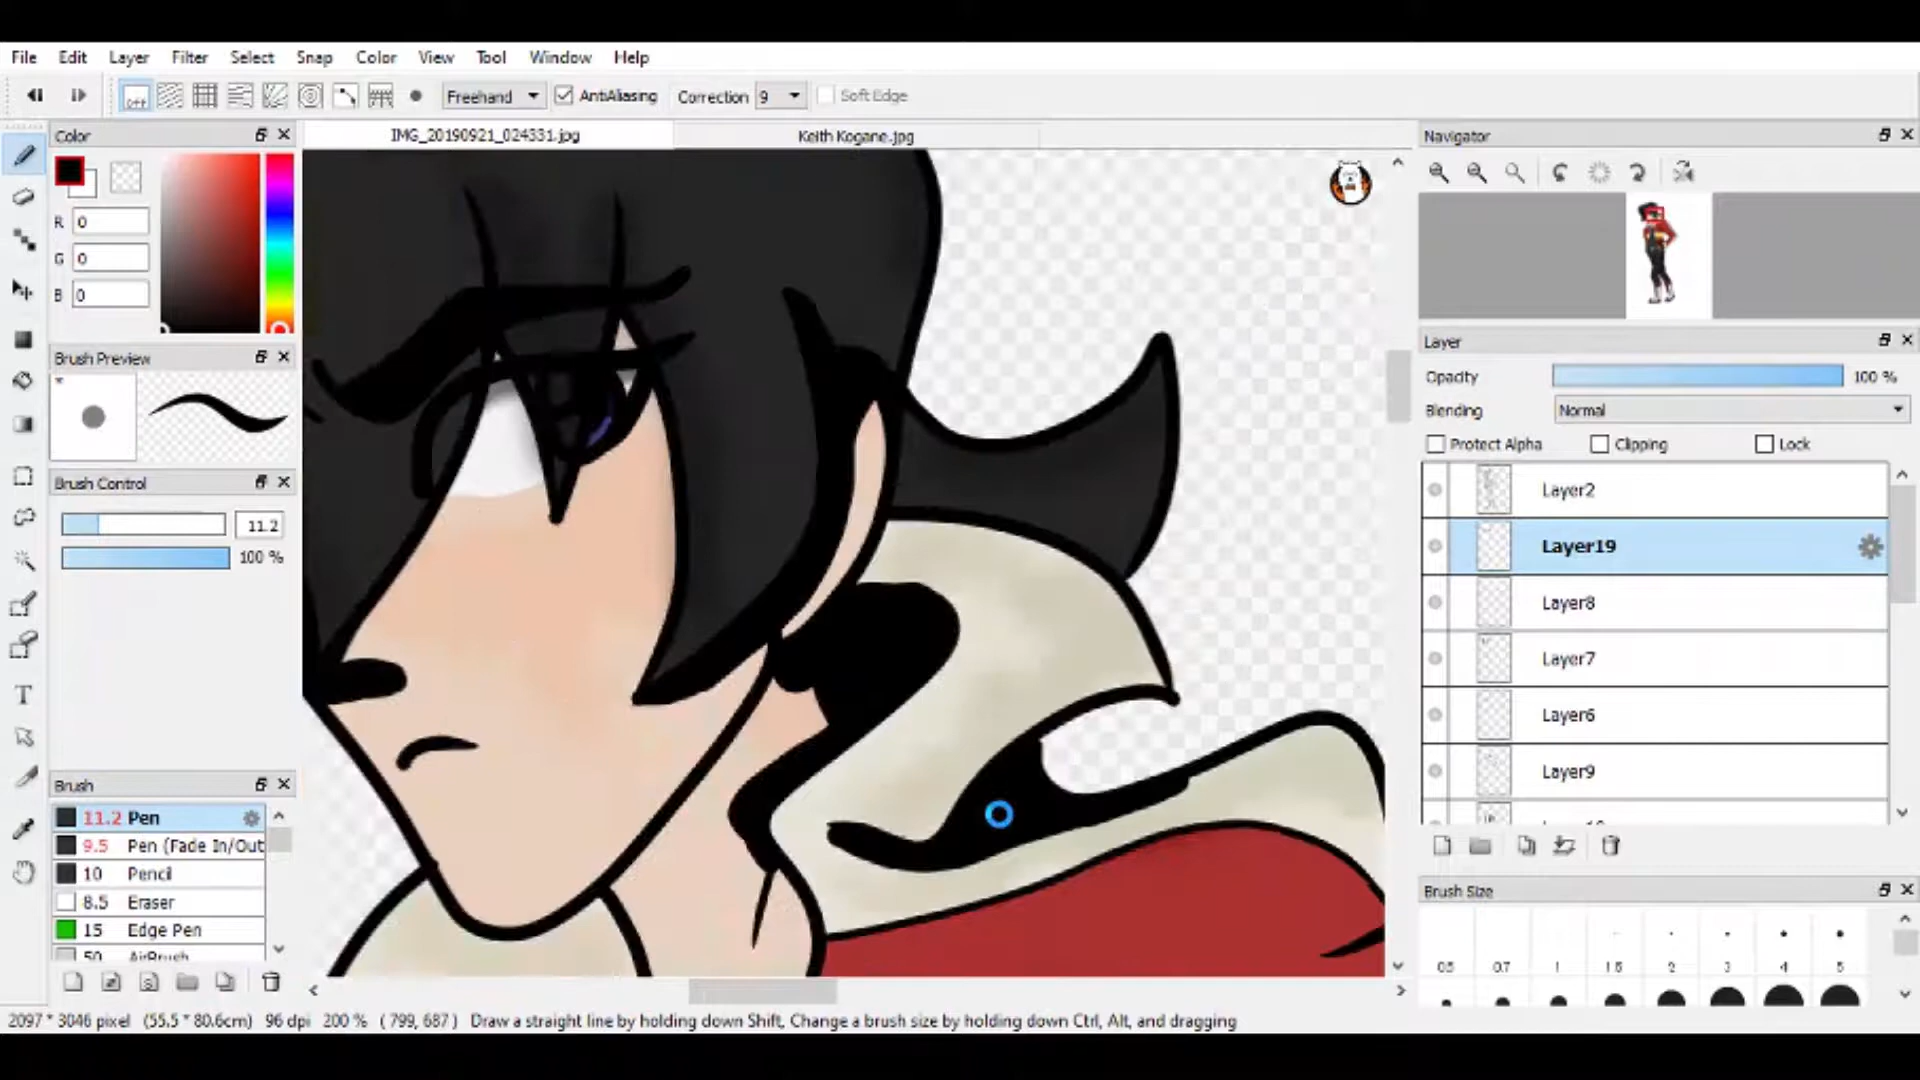 File Edit Layer Filter Select Snap Color View Tool Window Help
off Freehand AntiAliasing Correction 9 Soft Edge
Color
IMG_20190921_024331.jpg
Keith Kogane.jpg
Navigator
R 0
G 0
B 0
Brush Preview
Layer
Opacity 100 %
Blending Normal
Protect Alpha Clipping Lock
Brush Control
11.2
100 %
Layer2
Layer19
Layer8
Layer7
Layer6
Layer9
Brush
11.2 Pen
9.5 Pen (Fade In/Out
10 Pencil
8.5 Eraser
15 Edge Pen
50 AirBrush
T
Brush Size
0.5 0.7 1 1.5 2 3 4 5
2097 * 3046 pixel (55.5 * 80.6cm) 96 dpi 200 % ( 799, 687 ) Draw a straight line by holding down Shift, Change a brush size by holding down Ctrl, Alt, and dragging